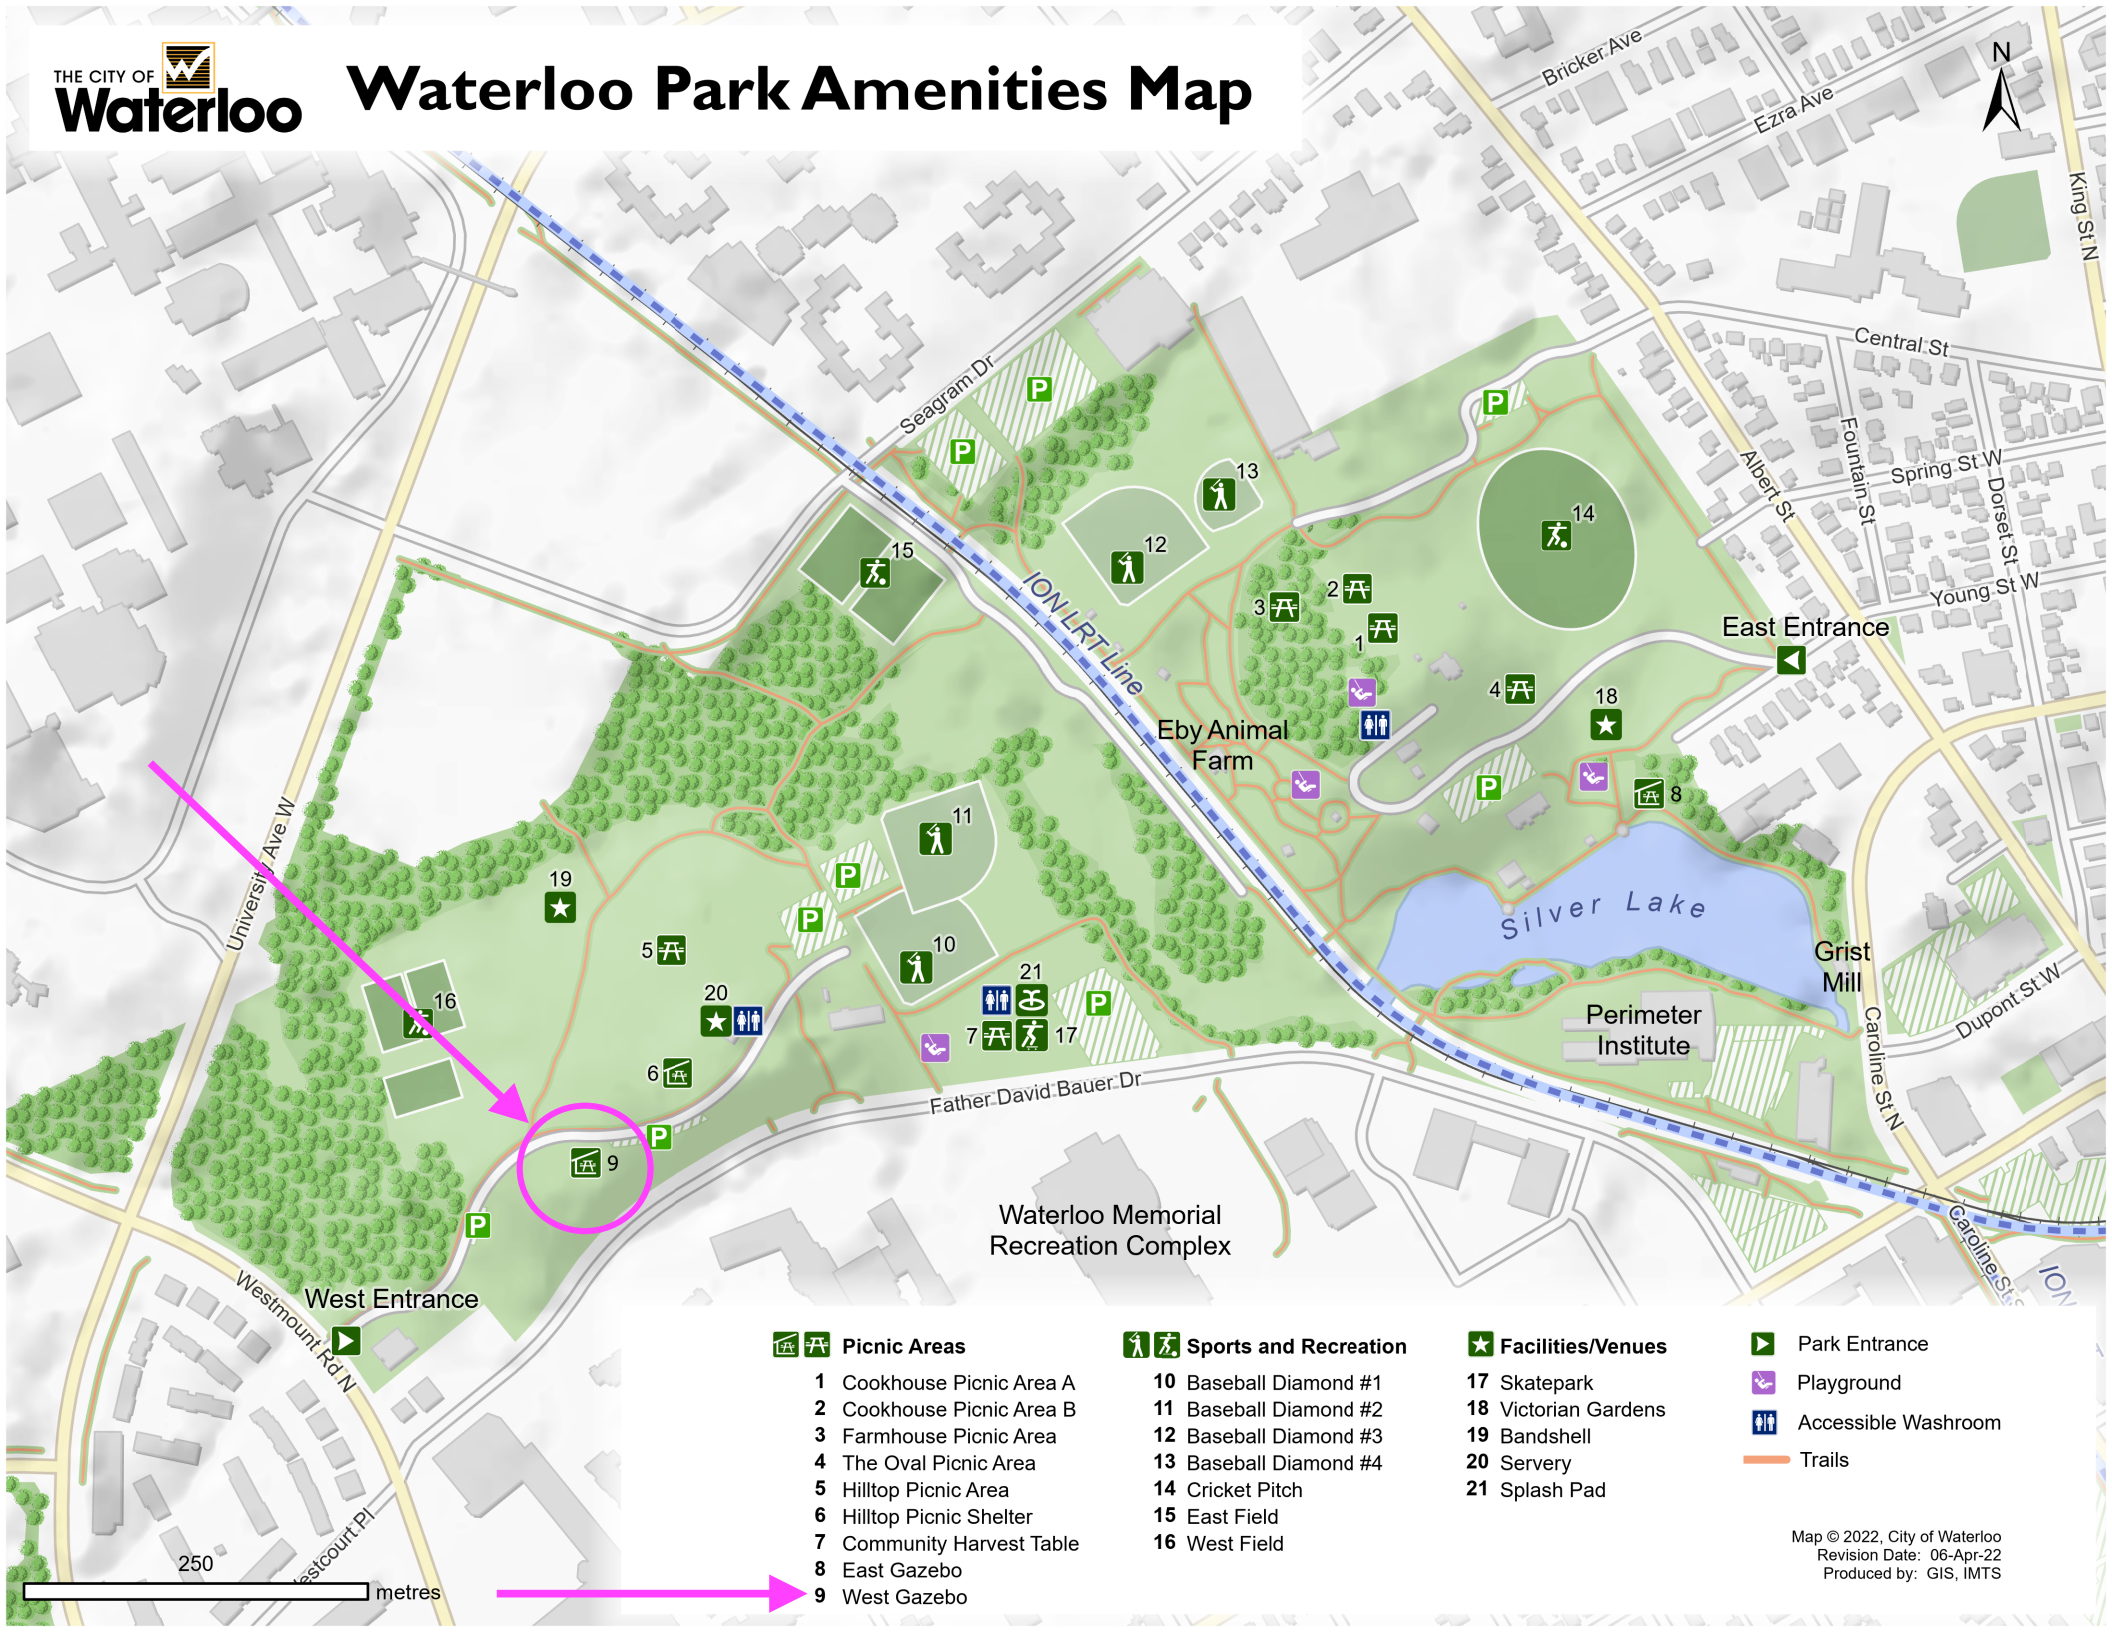 THE CITY OF
Waterloo
Waterloo Park Amenities Map
N
Bricker Ave
Ezra Ave
King St N
Central St
Seagram Dr
Fountain St
Spring St W
Albert St
Dorset St
Young St W
13
14
12
15
ION LRT Line
2
3
1
East Entrance
4
18
Eby Animal
Farm
P
P
P
P
8
11
University Ave W
P
P
19
Silver Lake
10
5
Grist
Mill
16
20
21
P
Perimeter
Institute
Dupont St W
7
17
6
Caroline St N
Father David Bauer Dr
P
9
P
Waterloo Memorial
Recreation Complex
Caroline St S
ION
West Entrance
Westmount Rd N
estcourt Pl
250
metres
Picnic Areas
1 Cookhouse Picnic Area A
2 Cookhouse Picnic Area B
3 Farmhouse Picnic Area
4 The Oval Picnic Area
5 Hilltop Picnic Area
6 Hilltop Picnic Shelter
7 Community Harvest Table
8 East Gazebo
9 West Gazebo
Sports and Recreation
10 Baseball Diamond #1
11 Baseball Diamond #2
12 Baseball Diamond #3
13 Baseball Diamond #4
14 Cricket Pitch
15 East Field
16 West Field
Facilities/Venues
17 Skatepark
18 Victorian Gardens
19 Bandshell
20 Servery
21 Splash Pad
Park Entrance
Playground
Accessible Washroom
Trails
Map © 2022, City of Waterloo
Revision Date: 06-Apr-22
Produced by: GIS, IMTS